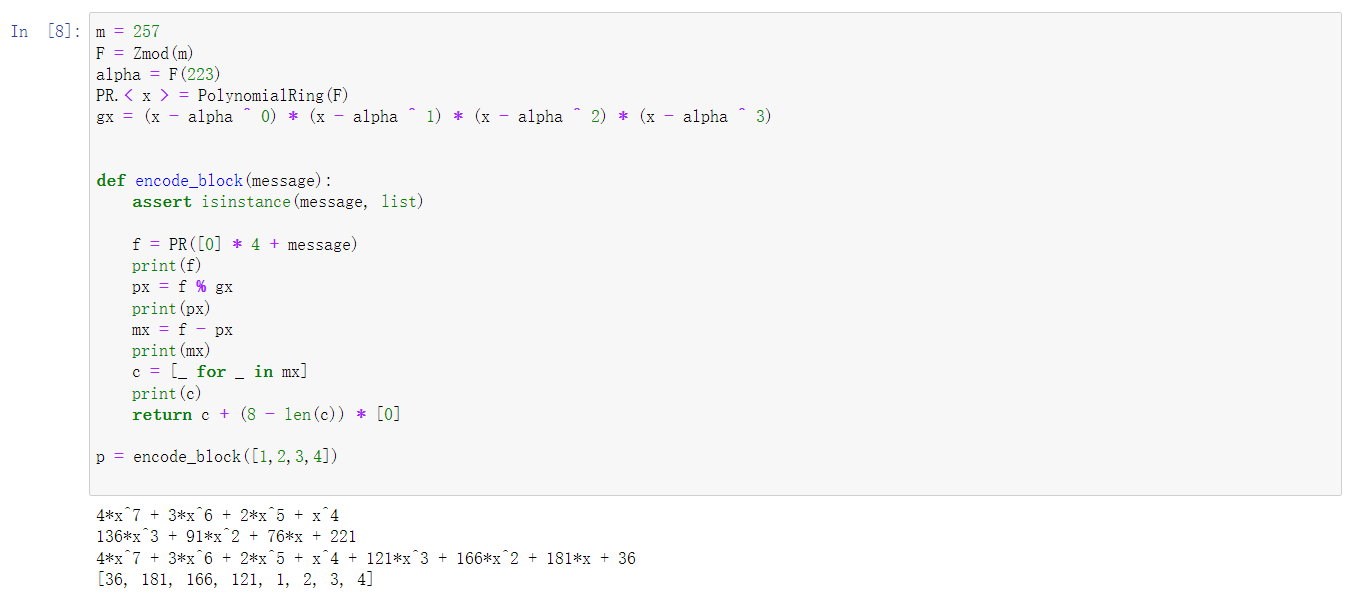 In [8]: m = 257
F = Zmod(m)
alpha = F(223)
PR.< x > = PolynomialRing(F)
gx = (x - alpha ^ 0) * (x - alpha ^ 1) * (x - alpha ^ 2) * (x - alpha ^ 3)
def encode_block(message):
    assert isinstance(message, list)
    f = PR([0] * 4 + message)
    print(f)
    px = f % gx
    print(px)
    mx = f - px
    print(mx)
    c = [_ for _ in mx]
    print(c)
    return c + (8 - len(c)) * [0]
p = encode_block([1,2,3,4])
4*x^7 + 3*x^6 + 2*x^5 + x^4
136*x^3 + 91*x^2 + 76*x + 221
4*x^7 + 3*x^6 + 2*x^5 + x^4 + 121*x^3 + 166*x^2 + 181*x + 36
[36, 181, 166, 121, 1, 2, 3, 4]